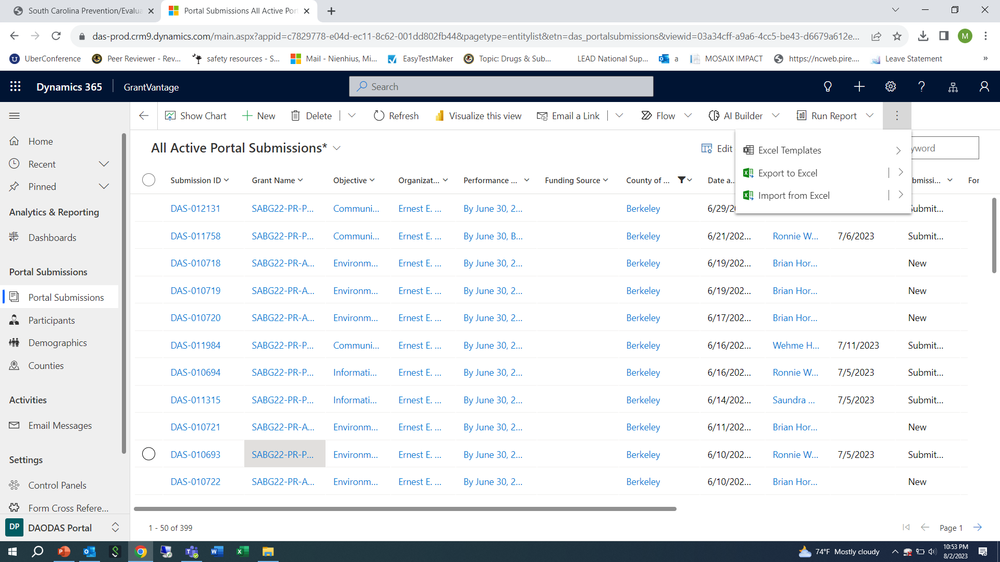 South Carolina Prevention/Evalua
Portal Submissions All Active Port
das-prod.crm9.dynamics.com/main.aspx?appid=c7829778-e04d-ec11-8c62-001dd802fb44&pagetype=entitylist&etn=das_portalsubmissions&viewid=03a34cff-a9a6-4cc5-be43-d6679a612e...
M
UberConference
Peer Reviewer - Rev...
safety resources - S...
Mail - Nienhius, Mi...
EasyTestMaker
Topic: Drugs & Sub...
LEAD National Sup...
a
MOSAIX IMPACT
https://ncweb.pire....
Leave Statement
»
Dynamics 365
GrantVantage
Search
Show Chart
New
Delete
Refresh
Visualize this view
Email a Link
Flow
AI Builder
Run Report
Home
Recent
Pinned
Analytics & Reporting
Dashboards
Portal Submissions
Portal Submissions
Participants
Demographics
Counties
Activities
Email Messages
Settings
Control Panels
Form Cross Refere...
DP DAODAS Portal
All Active Portal Submissions*
Edit
yword
Excel Templates
Export to Excel
Import from Excel
Submission ID Grant Name Objective Organizat... Performance ... Funding Source County of ... Date a... bmissi... For
DAS-012131 SABG22-PR-P... Communi... Ernest E. ... By June 30, 2... Berkeley 6/29/20 Submit...
DAS-011758 SABG22-PR-P... Communi... Ernest E. ... By June 30, B... Berkeley 6/21/202... Ronnie W... 7/6/2023 Submit...
DAS-010718 SABG22-PR-A... Environm... Ernest E. ... By June 30, 2... Berkeley 6/19/202... Brian Hor... New
DAS-010719 SABG22-PR-A... Environm... Ernest E. ... By June 30, 2... Berkeley 6/19/202... Brian Hor... New
DAS-010720 SABG22-PR-A... Environm... Ernest E. ... By June 30, 2... Berkeley 6/17/202... Brian Hor... New
DAS-011984 SABG22-PR-P... Communi... Ernest E. ... By June 30, 2... Berkeley 6/16/202... Wehme H... 7/11/2023 Submit...
DAS-010694 SABG22-PR-P... Informati... Ernest E. ... By June 30, 2... Berkeley 6/16/202... Ronnie W... 7/5/2023 Submit...
DAS-011315 SABG22-PR-P... Informati... Ernest E. ... By June 30, 2... Berkeley 6/14/202... Saundra ... 7/5/2023 Submit...
DAS-010721 SABG22-PR-A... Environm... Ernest E. ... By June 30, 2... Berkeley 6/11/202... Brian Hor... New
DAS-010693 SABG22-PR-P... Environm... Ernest E. ... By June 30, 2... Berkeley 6/10/202... Ronnie W... 7/5/2023 Submit...
DAS-010722 SABG22-PR-A... Environm... Ernest E. ... By June 30, 2... Berkeley 6/10/202... Brian Hor... New
1 - 50 of 399
Page 1
74°F Mostly cloudy
10:53 PM
8/2/2023